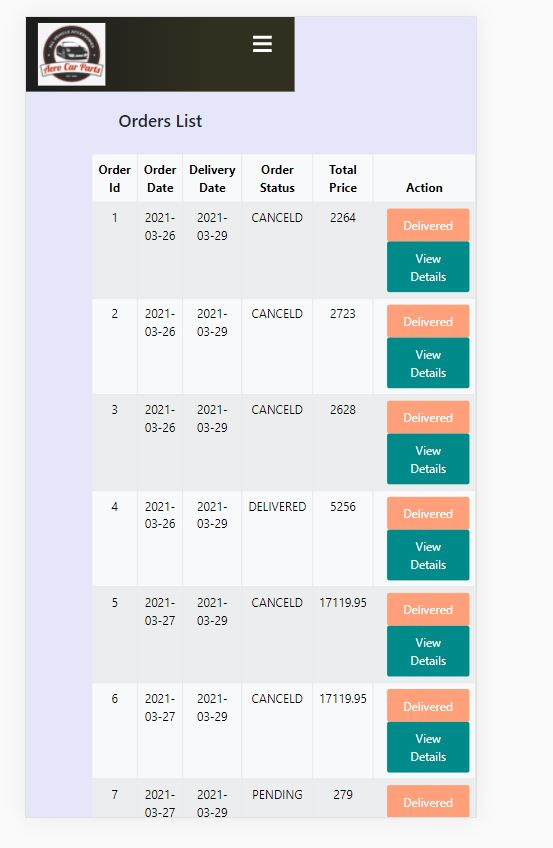 ALL VEHICLE ACCESSORIES
Aero Car Parts
Orders List
Order Id Order Date Delivery Date Order Status Total Price Action
1 2021-03-26 2021-03-29 CANCELD 2264 Delivered
View Details
2 2021-03-26 2021-03-29 CANCELD 2723 Delivered
View Details
3 2021-03-26 2021-03-29 CANCELD 2628 Delivered
View Details
4 2021-03-26 2021-03-29 DELIVERED 5256 Delivered
View Details
5 2021-03-27 2021-03-29 CANCELD 17119.95 Delivered
View Details
6 2021-03-27 2021-03-29 CANCELD 17119.95 Delivered
View Details
7 2021-03-27 2021-03-29 PENDING 279 Delivered